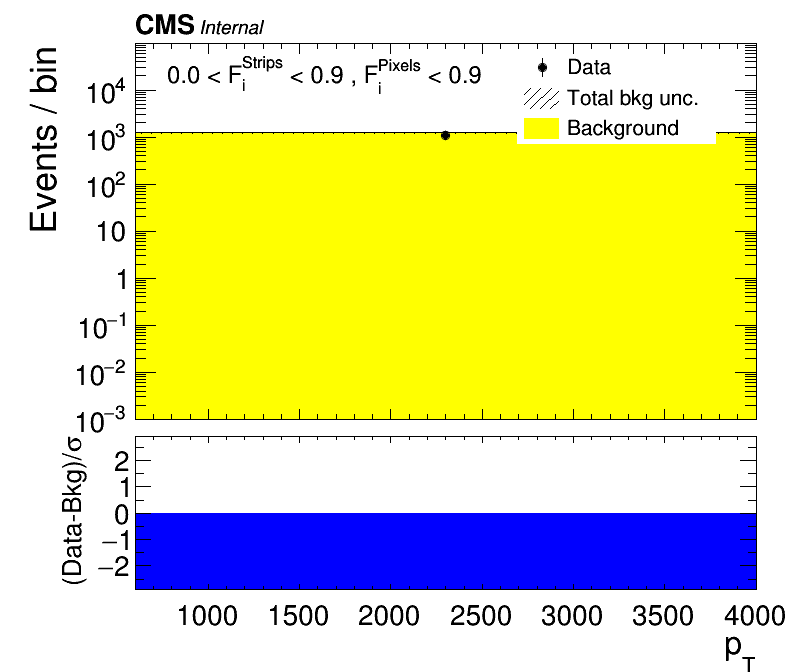 CMS Internal
0.0 < F_i^Strips < 0.9 , F_i^Pixels < 0.9
Data
Total bkg unc.
Background
Events / bin
10^4
10^3
10^2
10
1
10^−1
10^−2
10^−3
(Data-Bkg)/σ
2
1
0
−1
−2
1000 1500 2000 2500 3000 3500 4000
p_T